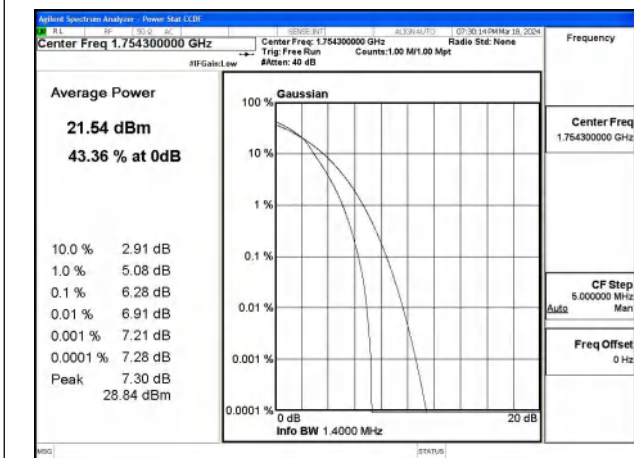 Agilent Spectrum Analyzer - Power Stat CCDF
RL RF 50 Ω AC SENSE:INT ALIGN AUTO 07:30:14 PM Mar 18, 2024
Center Freq 1.754300000 GHz
Center Freq: 1.754300000 GHz Radio Std: None
Trig: Free Run Counts:1.00 M/1.00 Mpt
#IFGain:Low #Atten: 40 dB
Frequency
Average Power
21.54 dBm
43.36 % at 0dB
10.0 % 2.91 dB
1.0 % 5.08 dB
0.1 % 6.28 dB
0.01 % 6.91 dB
0.001 % 7.21 dB
0.0001 % 7.28 dB
Peak 7.30 dB
28.84 dBm
Gaussian
100 %
10 %
1 %
0.1 %
0.01 %
0.001 %
0.0001 %
0 dB 20 dB
Info BW 1.4000 MHz
Center Freq
1.754300000 GHz
CF Step
5.000000 MHz
Auto Man
Freq Offset
0 Hz
MSG STATUS